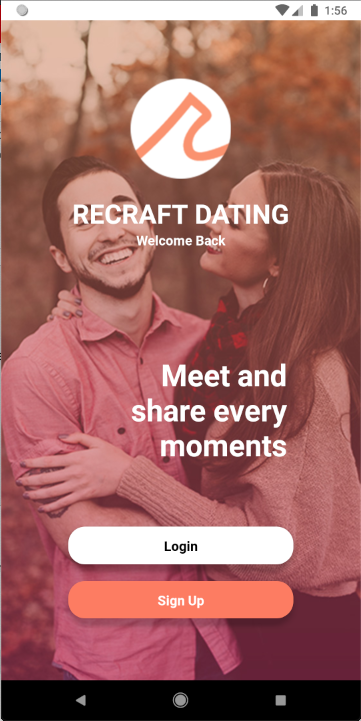 1:56
RECRAFT DATING
Welcome Back
Meet and
share every
moments
Login
Sign Up